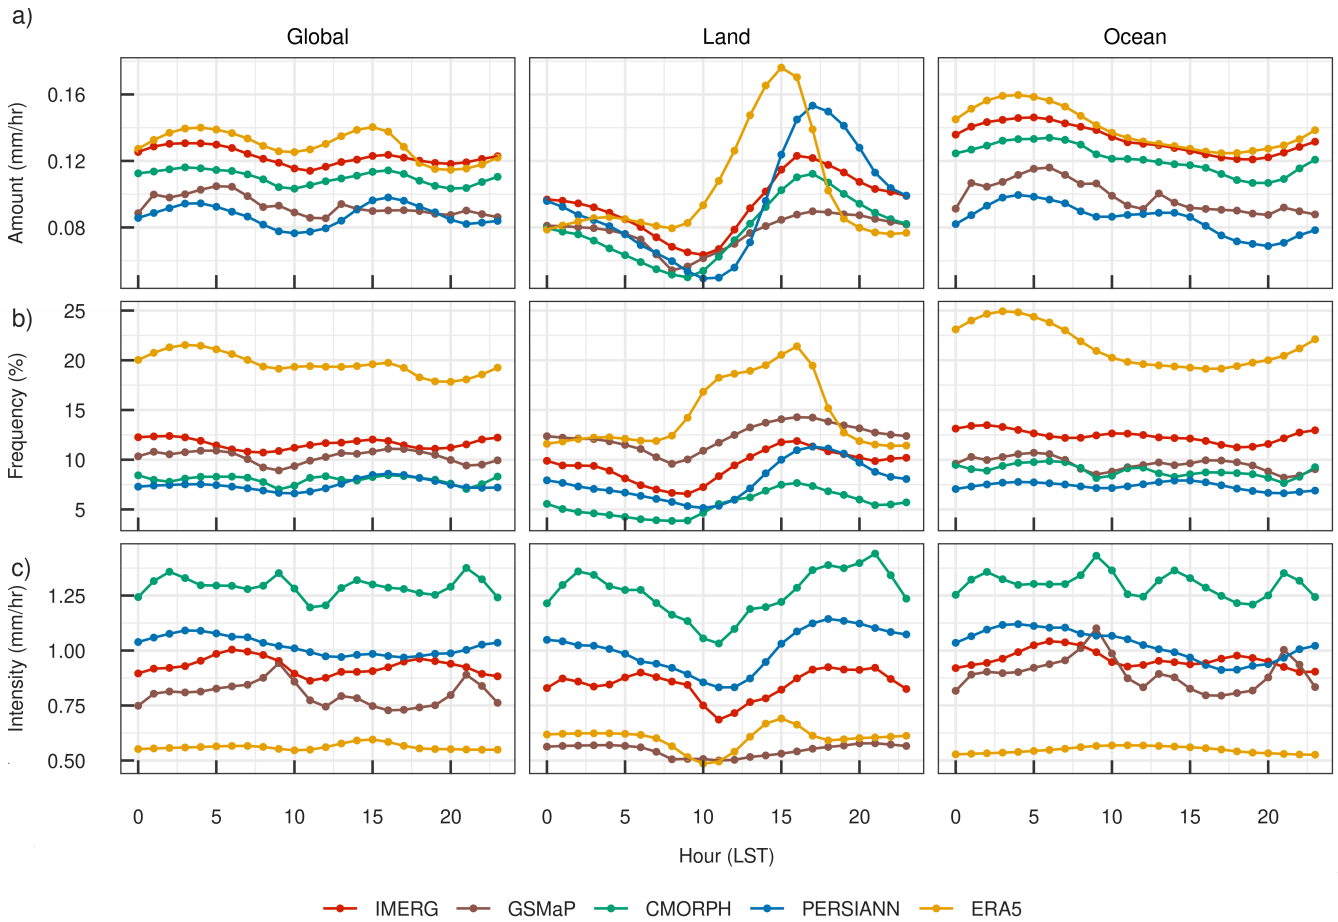 a)
Global Land Ocean
Amount (mm/hr)
0.16
0.12
0.08
b)
Frequency (%)
25
20
15
10
5
c)
Intensity (mm/hr)
1.25
1.00
0.75
0.50
0 5 10 15 20 0 5 10 15 20 0 5 10 15 20
Hour (LST)
IMERG GSMaP CMORPH PERSIANN ERA5